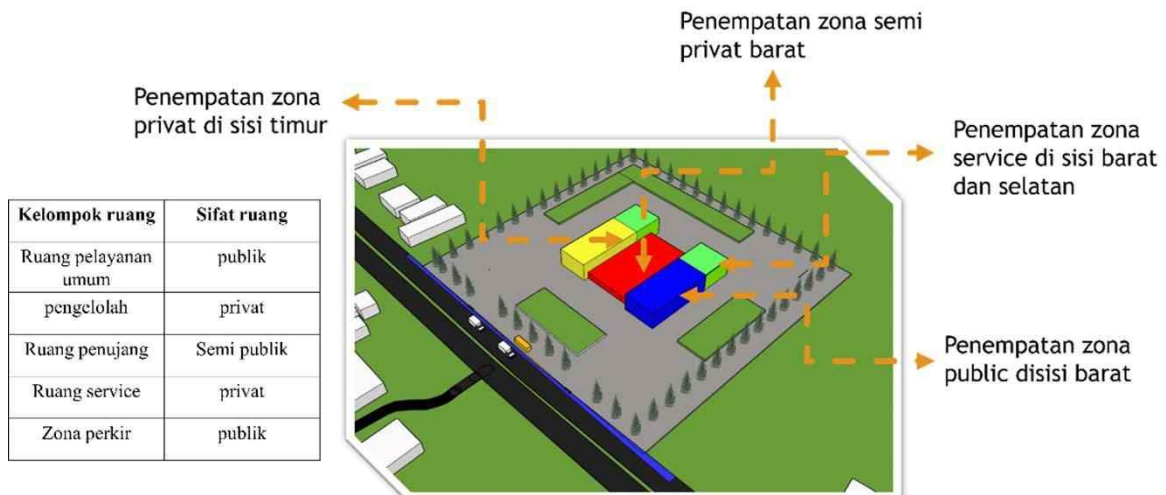 Penempatan zona semi
privat barat
Penempatan zona
privat di sisi timur
Penempatan zona
service di sisi barat
dan selatan
Kelompok ruang Sifat ruang
Ruang pelayanan publik
umum
pengelolah privat
Ruang penujang Semi publik
Ruang service privat
Zona perkir publik
Penempatan zona
public disisi barat